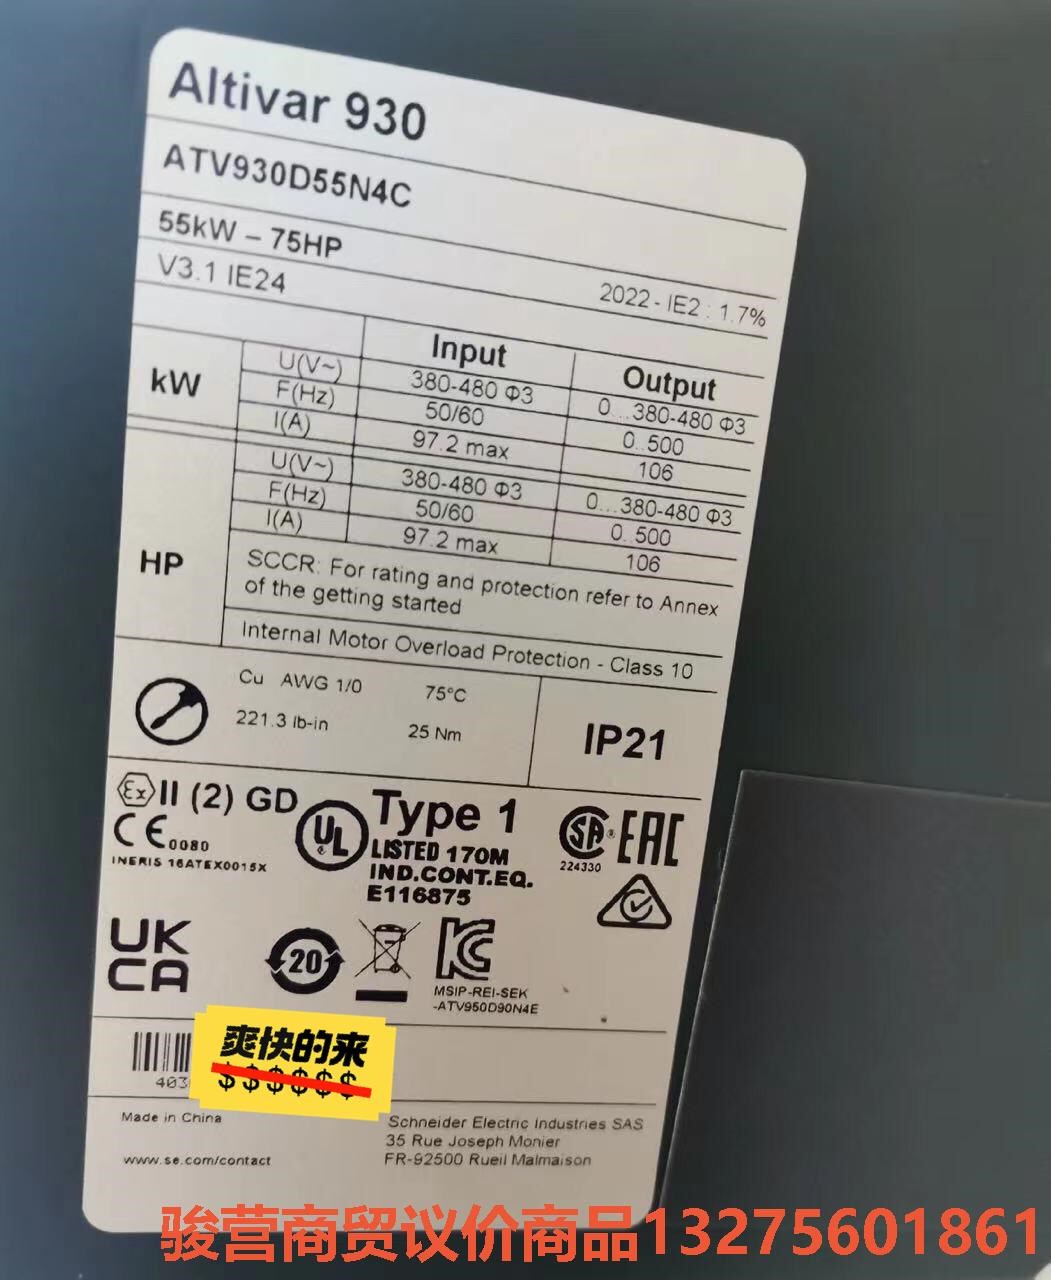 Altivar 930
ATV930D55N4C
55kW – 75HP
V3.1 IE24
2022 - IE2 : 1.7%
Input
Output
kW
U(V~)
380-480 Φ3
0...380-480 Φ3
F(Hz)
50/60
0..500
I(A)
97.2 max
106
HP
U(V~)
380-480 Φ3
0...380-480 Φ3
F(Hz)
50/60
0..500
I(A)
97.2 max
106
SCCR: For rating and protection refer to Annex
of the getting started
Internal Motor Overload Protection - Class 10
Cu AWG 1/0 75°C
221.3 lb-in 25 Nm
IP21
Ex II (2) GD
CE 0080
INERIS 16ATEX0015X
UL
Type 1
LISTED 170M
IND.CONT.EQ.
E116875
SA ®
224330
EAC
UK
CA
20
KC
MSIP-REI-SEK
-ATV950D90N4E
爽快的来
$$$$$$
403
Made in China
www.se.com/contact
Schneider Electric Industries SAS
35 Rue Joseph Monier
FR-92500 Rueil Malmaison
骏营商贸议价商品13275601861